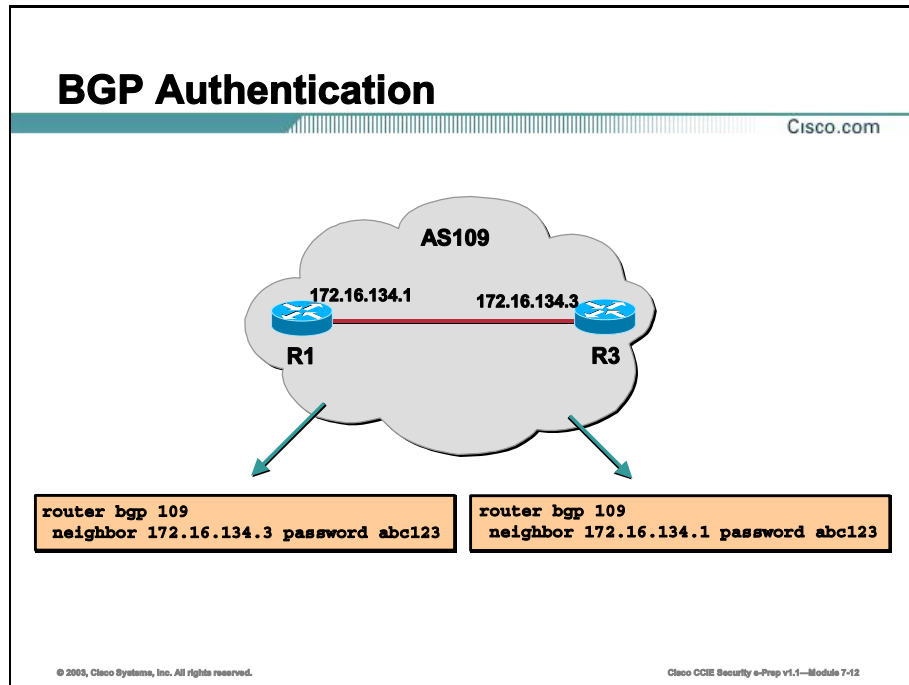 BGP Authentication
Cisco.com
AS109
172.16.134.1
172.16.134.3
R1
R3
router bgp 109
neighbor 172.16.134.3 password abc123
router bgp 109
neighbor 172.16.134.1 password abc123
© 2003, Cisco Systems, Inc. All rights reserved.
Cisco CCIE Security e-Prep v1.1—Module 7-12